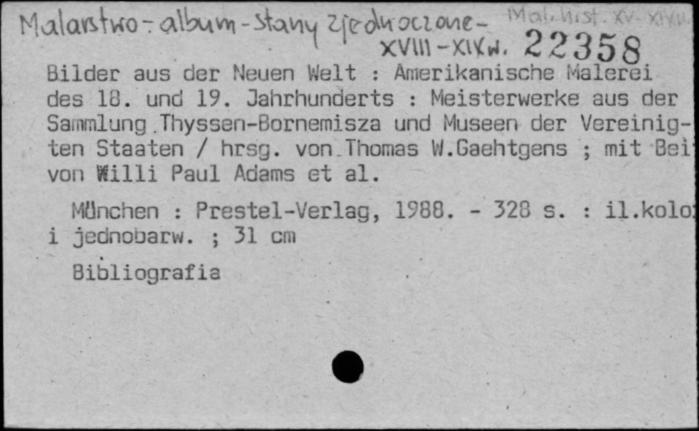 Malarstwo - album - Stany Zjednoczone -
Mal. hist. XV-
XVIII - XIX w. 22358
Bilder aus der Neuen Welt : Amerikanische Malerei
des 18. und 19. Jahrhunderts : Meisterwerke aus der
Sammlung Thyssen-Bornemisza und Museen der Vereinig-
ten Staaten / hrsg. von Thomas W.Gaehtgens ; mit Bei
von Willi Paul Adams et al.
München : Prestel-Verlag, 1988. - 328 s. : il.kolo
i jednobarw. ; 31 cm
Bibliografia